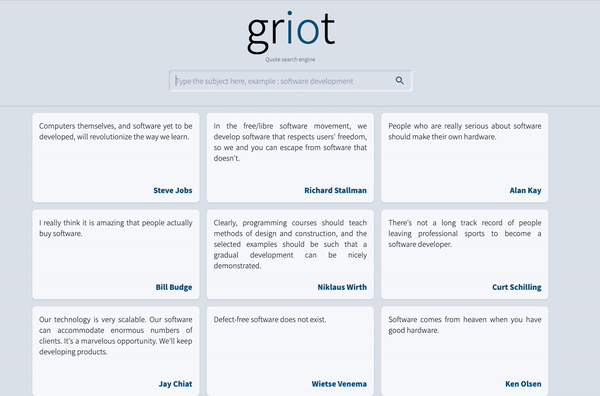 griot
Quote search engine
Type the subject here, example : software development
Computers themselves, and software yet to be
developed, will revolutionize the way we learn.
Steve Jobs
In the free/libre software movement, we
develop software that respects users' freedom,
so we and you can escape from software that
doesn't.
Richard Stallman
People who are really serious about software
should make their own hardware.
Alan Kay
I really think it is amazing that people actually
buy software.
Bill Budge
Clearly, programming courses should teach
methods of design and construction, and the
selected examples should be such that a
gradual development can be nicely
demonstrated.
Niklaus Wirth
There's not a long track record of people
leaving professional sports to become a
software developer.
Curt Schilling
Our technology is very scalable. Our software
can accommodate enormous numbers of
clients. It's a marvelous opportunity. We'll keep
developing products.
Jay Chiat
Defect-free software does not exist.
Wietse Venema
Software comes from heaven when you have
good hardware.
Ken Olsen